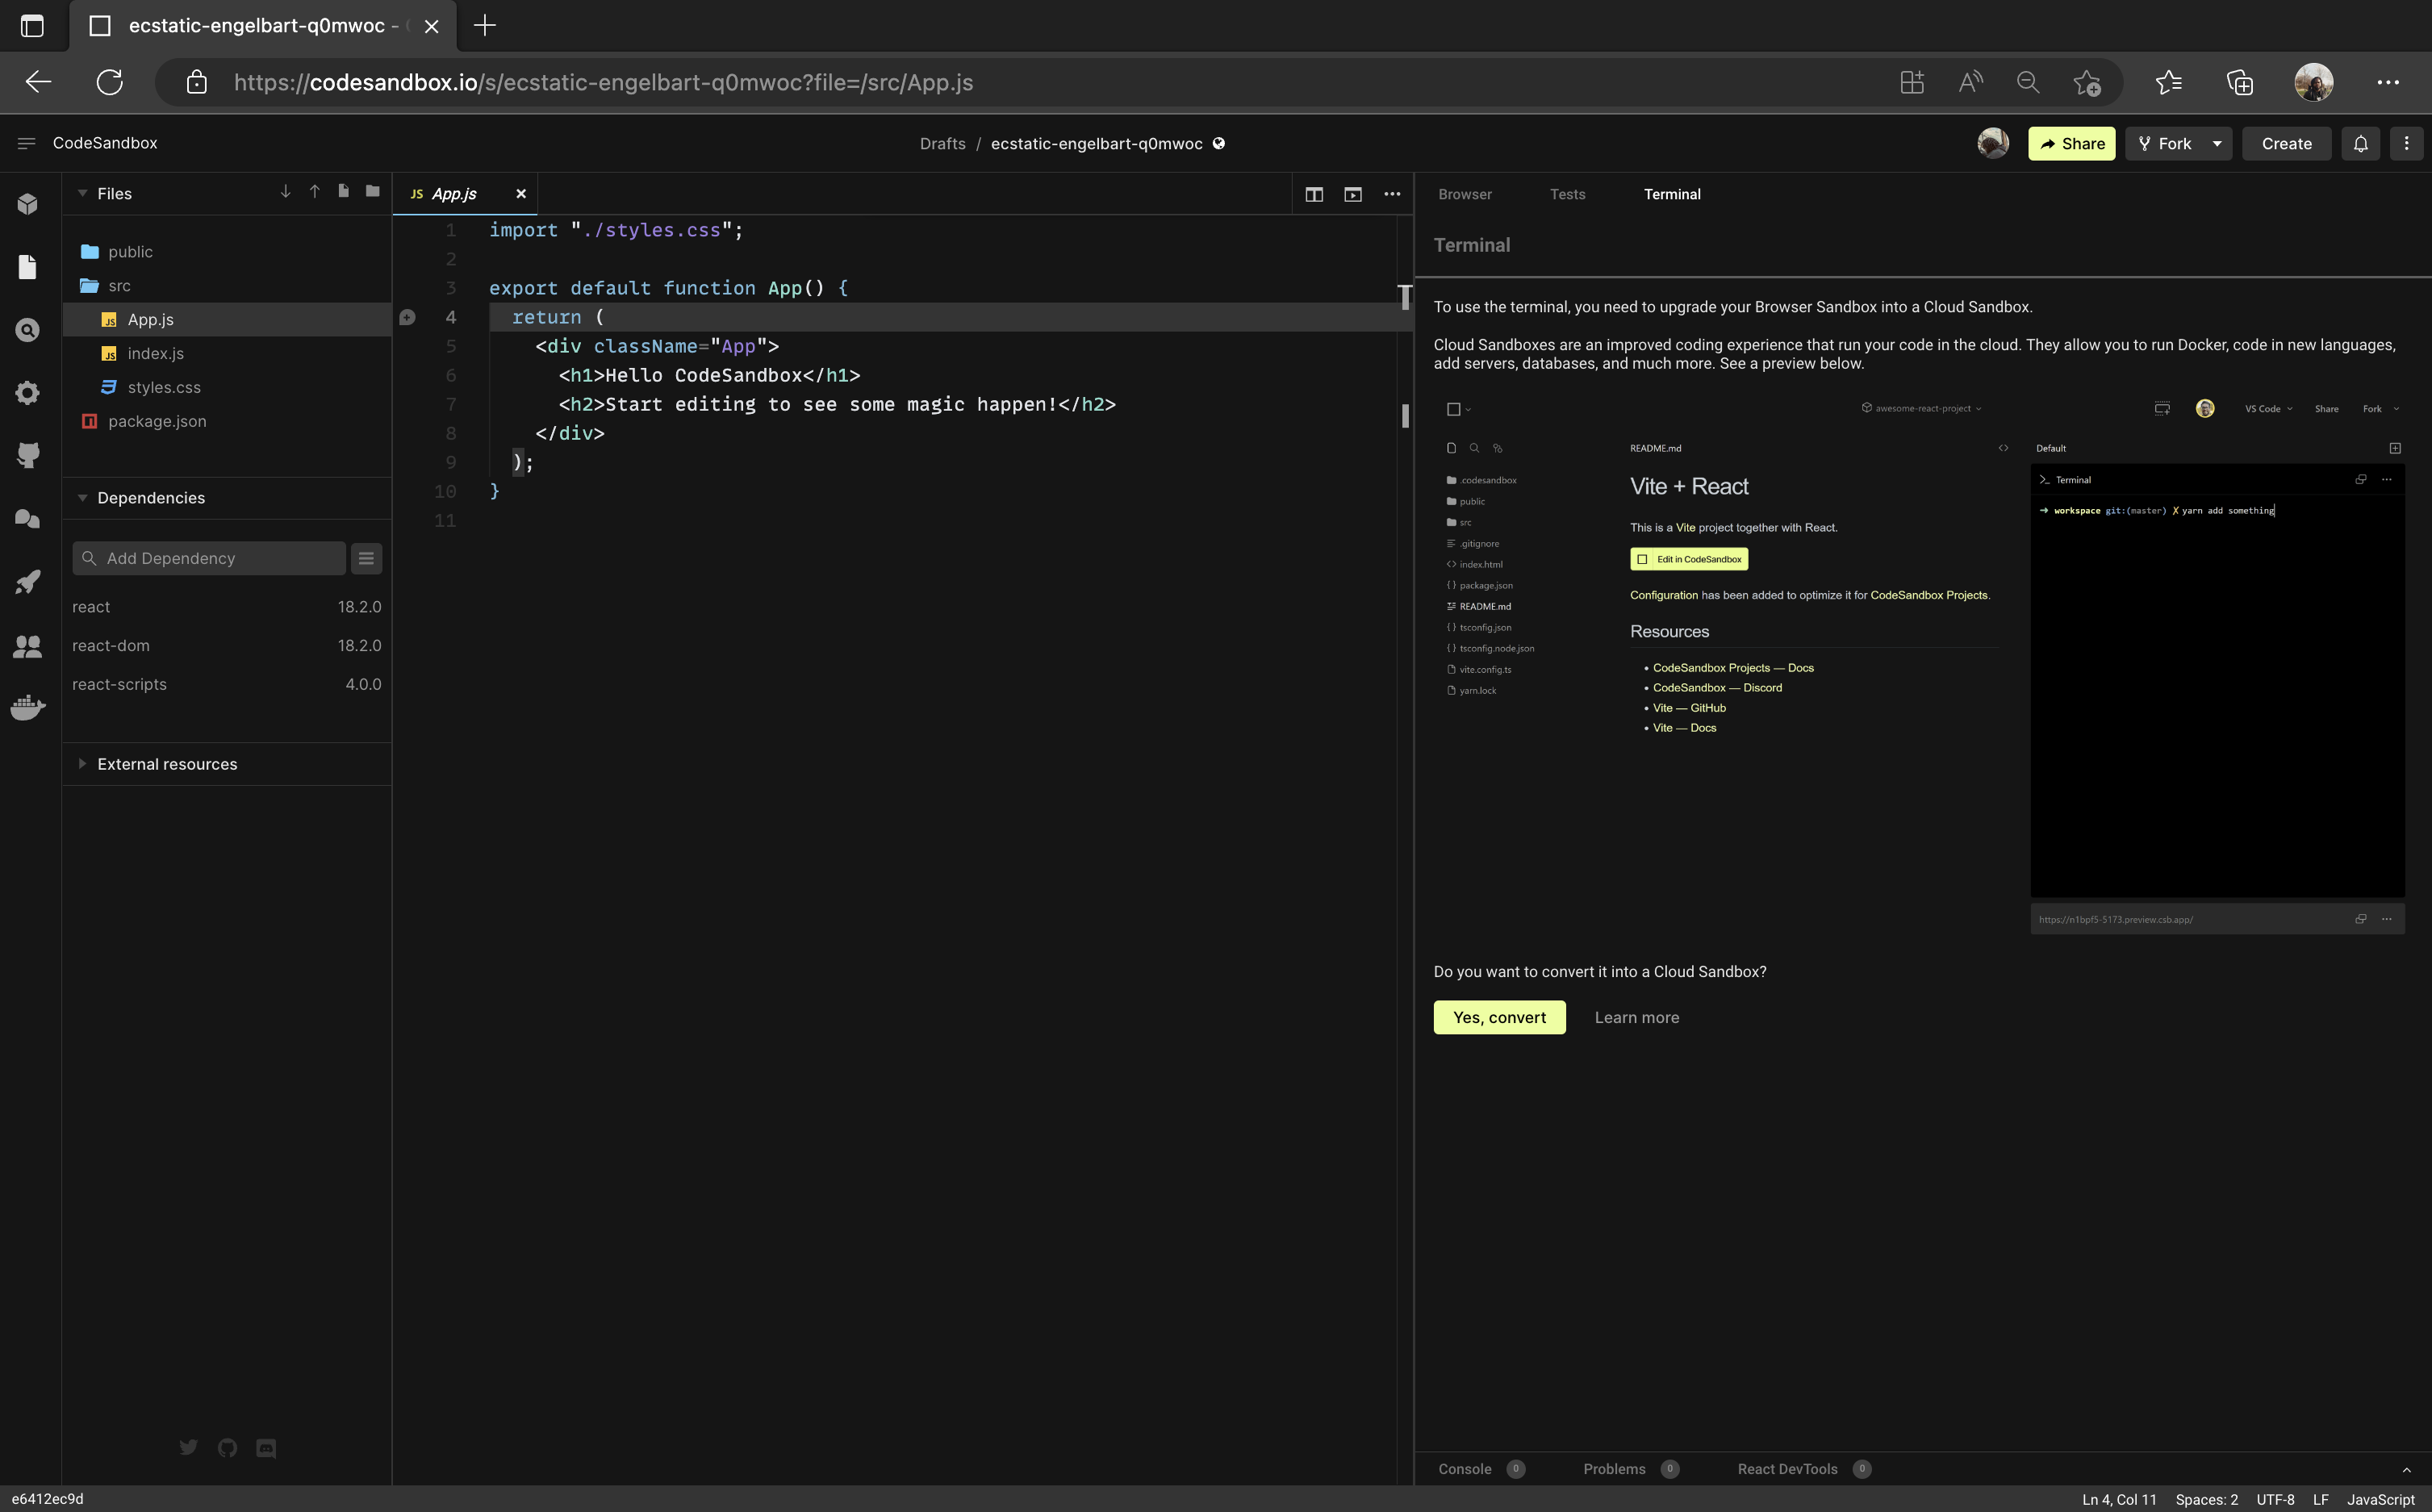 ecstatic-engelbart-q0mwoc -
https://codesandbox.io/s/ecstatic-engelbart-q0mwoc?file=/src/App.js
CodeSandbox
Drafts / ecstatic-engelbart-q0mwoc
Share
Fork
Create
Files
public
src
JS App.js
JS index.js
styles.css
package.json
Dependencies
Add Dependency
react 18.2.0
react-dom 18.2.0
react-scripts 4.0.0
External resources
JS App.js
1 import "./styles.css";
2
3 export default function App() {
4 return (
5 <div className="App">
6 <h1>Hello CodeSandbox</h1>
7 <h2>Start editing to see some magic happen!</h2>
8 </div>
9 );
10 }
11
Browser Tests Terminal
Terminal
To use the terminal, you need to upgrade your Browser Sandbox into a Cloud Sandbox.
Cloud Sandboxes are an improved coding experience that run your code in the cloud. They allow you to run Docker, code in new languages,
add servers, databases, and much more. See a preview below.
awesome-react-project
VS Code
Share
Fork
.codesandbox
public
src
.gitignore
index.html
package.json
README.md
tsconfig.json
tsconfig.node.json
vite.config.ts
yarn.lock
README.md
Vite + React
This is a Vite project together with React.
Edit in CodeSandbox
Configuration has been added to optimize it for CodeSandbox Projects.
Resources
• CodeSandbox Projects — Docs
• CodeSandbox — Discord
• Vite — GitHub
• Vite — Docs
Default
Terminal
→ workspace git:(master) ✗ yarn add something
https://n1bpf5-5173.preview.csb.app/
Do you want to convert it into a Cloud Sandbox?
Yes, convert
Learn more
Console 0 Problems 0 React DevTools 0
e6412ec9d
Ln 4, Col 11 Spaces: 2 UTF-8 LF JavaScript